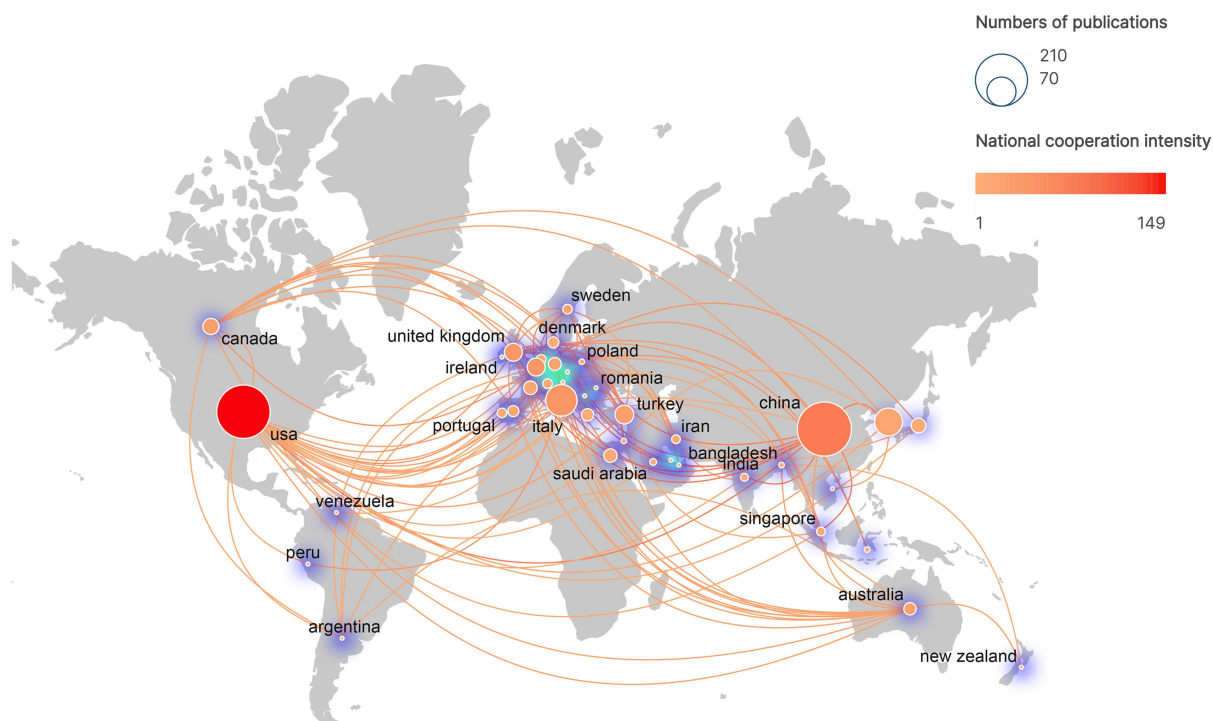 Numbers of publications
210
70
National cooperation intensity
1
149
sweden
canada
united kingdom
denmark
ireland
poland
romania
usa
portugal
italy
turkey
china
iran
bangladesh
india
saudi arabia
venezuela
singapore
peru
australia
argentina
new zealand